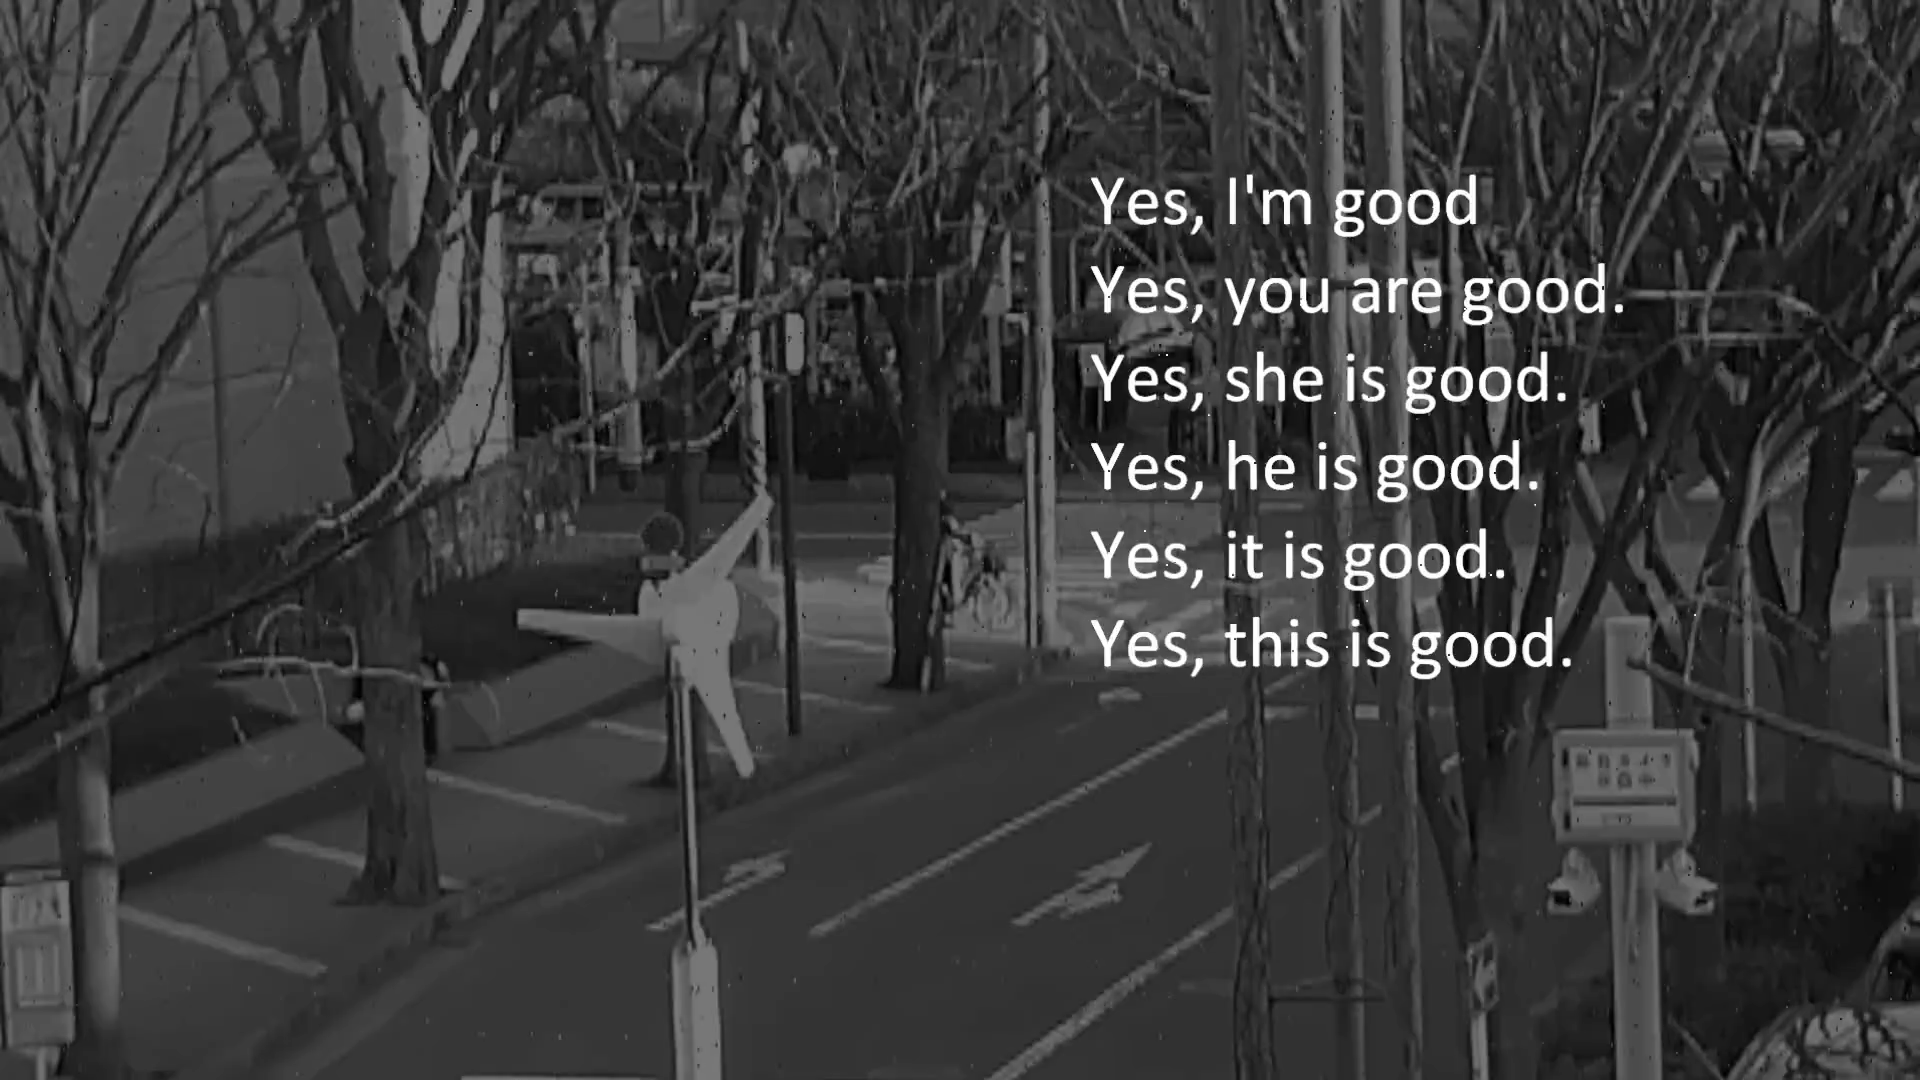 Yes, I'm good
Yes, you are good.
Yes, she is good.
Yes, he is good.
Yes, it is good.
Yes, this is good.